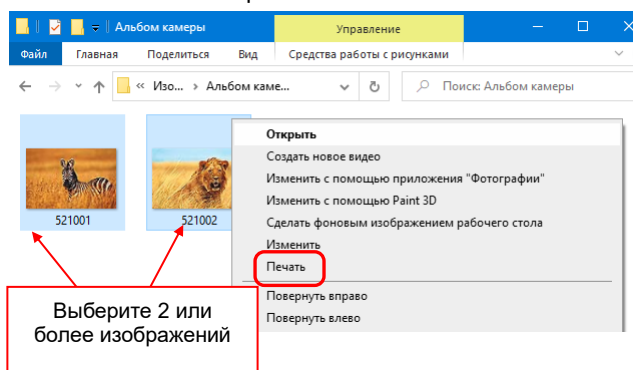 Альбом камеры
Управление
Файл
Главная
Поделиться
Вид
Средства работы с рисунками
« Изо... › Альбом каме...
Поиск: Альбом камеры
521001
521002
Открыть
Создать новое видео
Изменить с помощью приложения "Фотографии"
Изменить с помощью Paint 3D
Сделать фоновым изображением рабочего стола
Изменить
Печать
Повернуть вправо
Повернуть влево
Выберите 2 или
более изображений